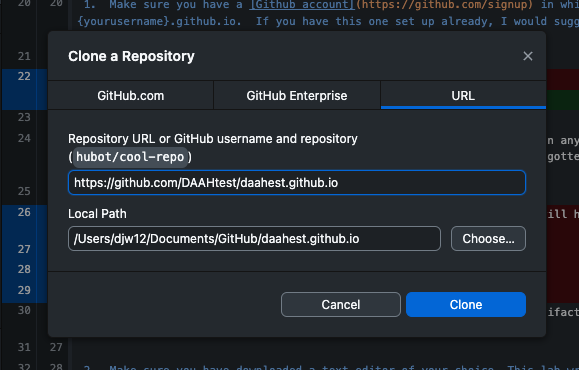 20 20 1. Make sure you have a [Github account](https://github.com/signup) in whi
{yourusername}.github.io. If you have this one set up already, I would sugg
21
22
23
24
25
26
27
28
29
30
31 27
32 28 2. Make sure you have downloaded a text editor of your choice. This lab w
Clone a Repository
GitHub.com GitHub Enterprise URL
Repository URL or GitHub username and repository
(hubot/cool-repo)
https://github.com/DAAHtest/daahest.github.io
Local Path
/Users/djw12/Documents/GitHub/daahest.github.io Choose...
Cancel Clone
n any
gotte
ill h
ifact